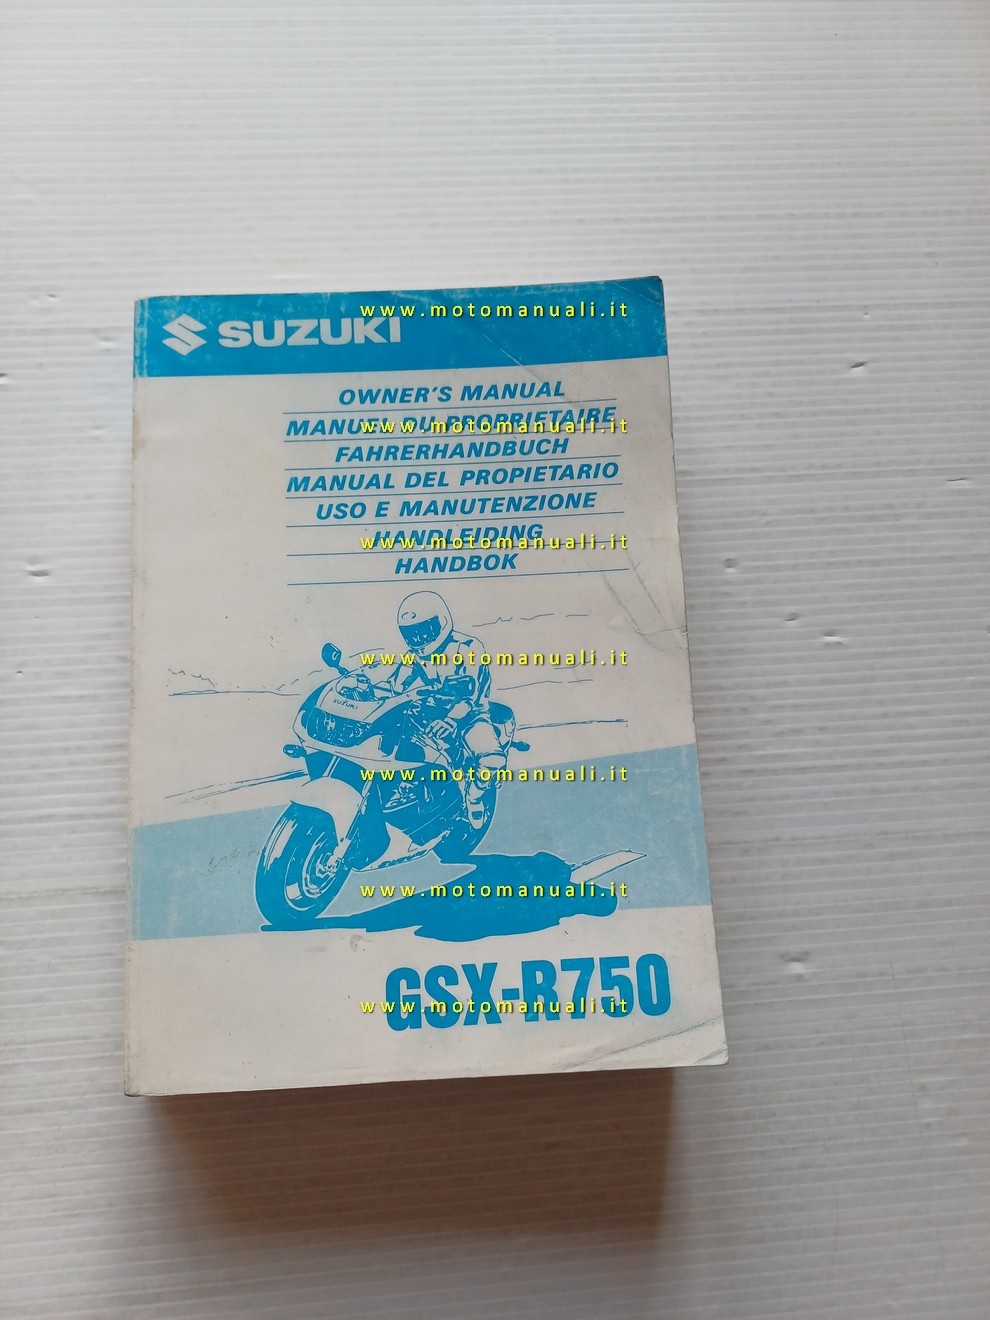 www.motomanuali.it
SUZUKI
OWNER'S MANUAL
MANUEL DU PROPRIETAIRE
www.motomanuali.it
FAHRERHANDBUCH
MANUAL DEL PROPIETARIO
USO E MANUTENZIONE
HANDLEIDING
www.motomanuali.it
HANDBOK
www.motomanuali.it
SUZUKI
www.motomanuali.it
SUZUKI
www.motomanuali.it
GSX-R750
www.motomanuali.it